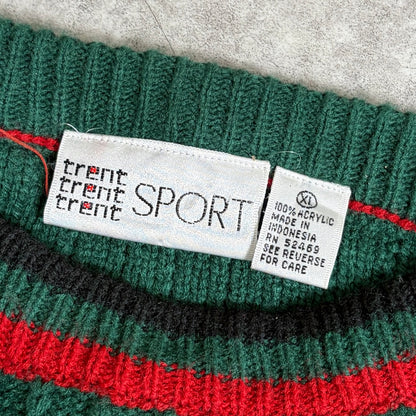 trent
trent
trent
SPORT
XL
100% ACRYLIC
MADE IN
INDONESIA
RN 52469
SEE REVERSE
FOR CARE